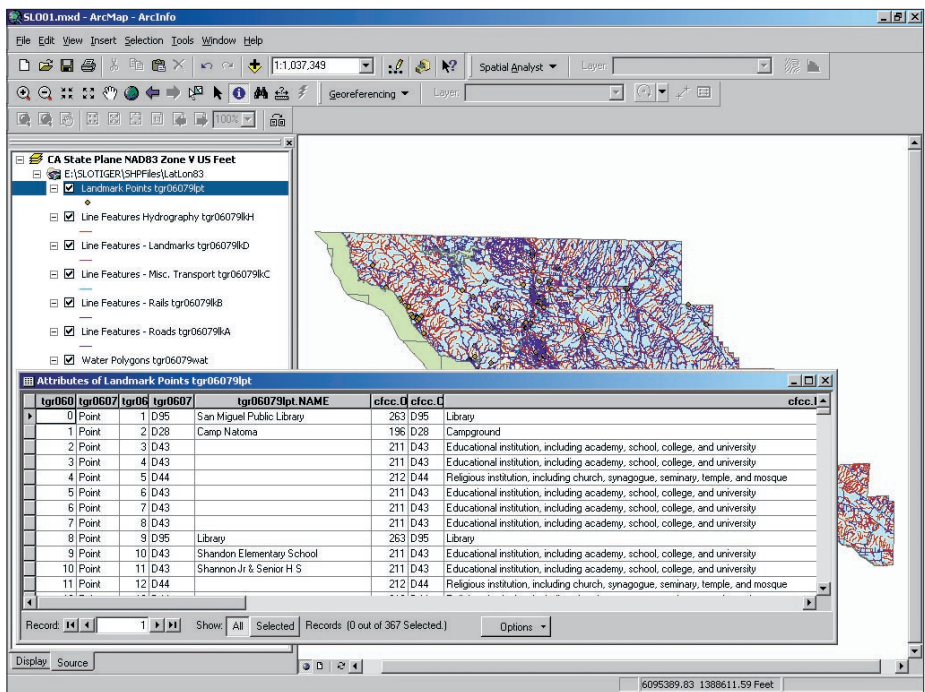 SLO01.mxd - ArcMap - ArcInfo
File Edit View Insert Selection Tools Window Help
1:1,037,349 Spatial Analyst Layer:
Georeferencing Layer:
100%
CA State Plane NAD83 Zone V US Feet
E:\SLOTIGER\SHPFiles\LatLon83
Landmark Points tgr06079lpt
Line Features Hydrography tgr06079lkH
Line Features - Landmarks tgr06079lkD
Line Features - Misc. Transport tgr06079lkC
Line Features - Rails tgr06079lkB
Line Features - Roads tgr06079lkA
Water Polygons tgr06079wat
Attributes of Landmark Points tgr06079lpt
tgr060 tgr0607 tgr06 tgr0607 tgr06079lpt.NAME cfcc.O cfcc.C cfcc.I
0 Point 1 D95 San Miguel Public Library 263 D95 Library
1 Point 2 D28 Camp Natoma 196 D28 Campground
2 Point 3 D43 211 D43 Educational institution, including academy, school, college, and university
3 Point 4 D43 211 D43 Educational institution, including academy, school, college, and university
4 Point 5 D44 212 D44 Religious institution, including church, synagogue, seminary, temple, and mosque
5 Point 6 D43 211 D43 Educational institution, including academy, school, college, and university
6 Point 7 D43 211 D43 Educational institution, including academy, school, college, and university
7 Point 8 D43 211 D43 Educational institution, including academy, school, college, and university
8 Point 9 D95 Library 263 D95 Library
9 Point 10 D43 Shandon Elementary School 211 D43 Educational institution, including academy, school, college, and university
10 Point 11 D43 Shannon Jr & Senior H S 211 D43 Educational institution, including academy, school, college, and university
11 Point 12 D44 212 D44 Religious institution, including church, synagogue, seminary, temple, and mosque
Record: 1 Show: All Selected Records (0 out of 367 Selected.) Options
Display Source
6095389.83 1388611.59 Feet